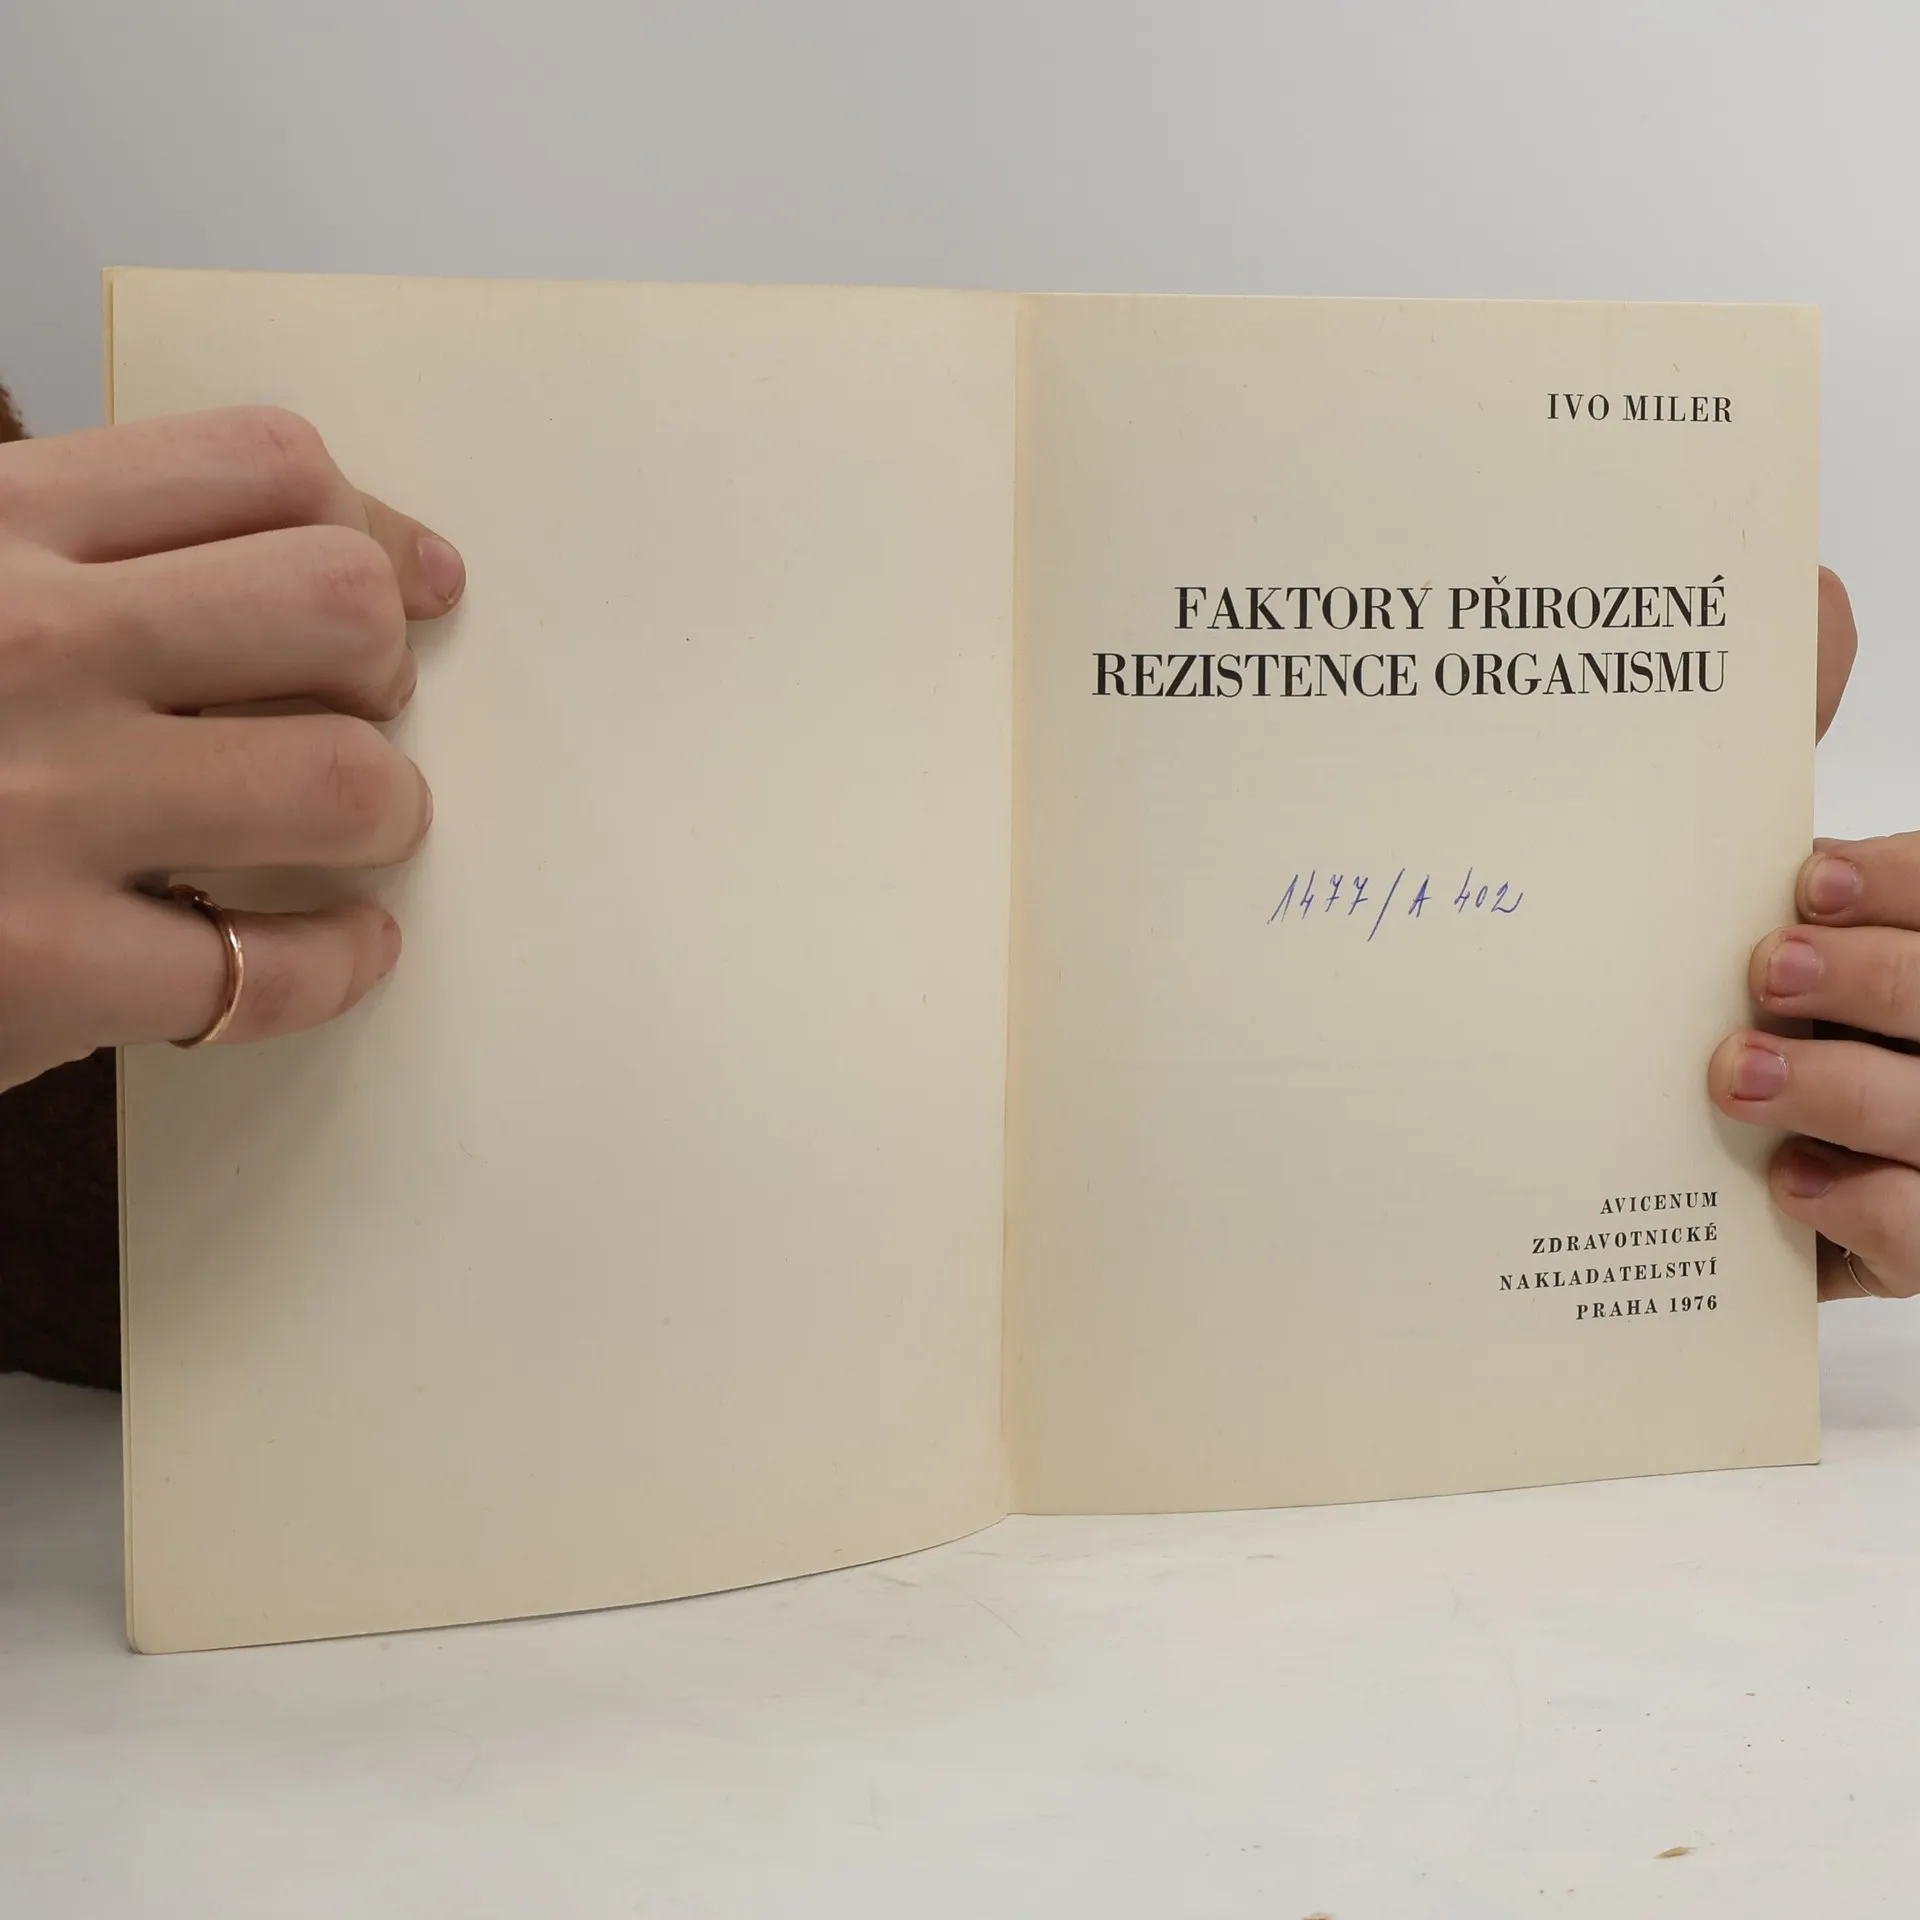 IVO MILER
FAKTORY PŘIROZENÉ
REZISTENCE ORGANISMU
1477/A 402
AVICENUM
ZDRAVOTNICKÉ
NAKLADATELSTVÍ
PRAHA 1976